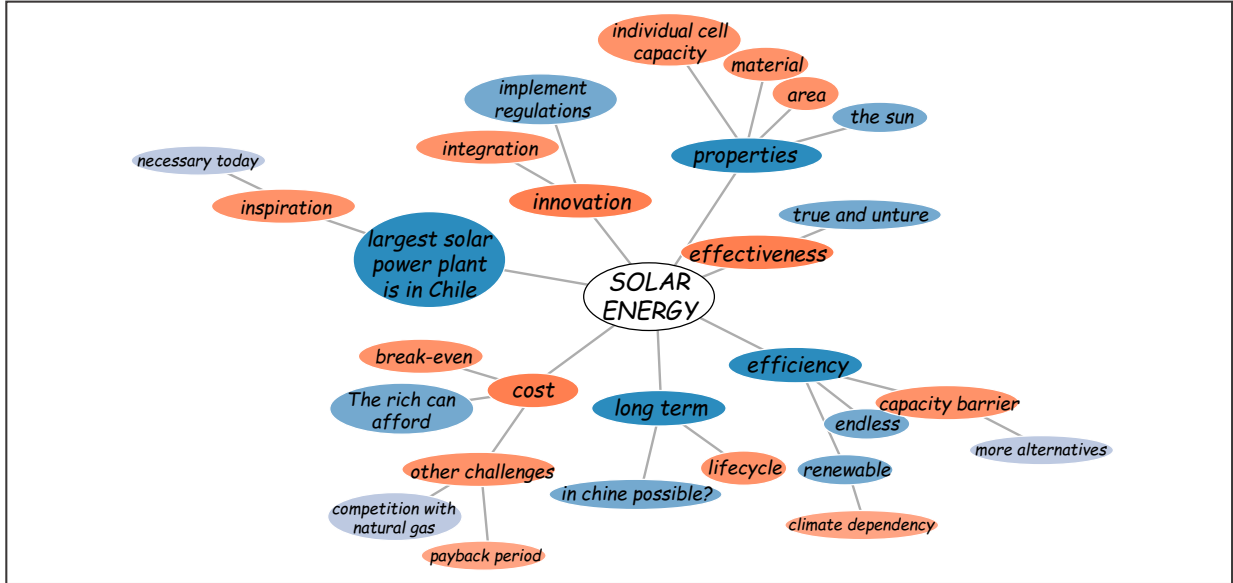 individual cell
capacity
material
area
the sun
properties
implement
regulations
integration
innovation
necessary today
inspiration
largest solar
power plant
is in Chile
true and unture
effectiveness
SOLAR
ENERGY
break-even
The rich can
afford
cost
other challenges
competition with
natural gas
payback period
long term
lifecycle
in chine possible?
efficiency
capacity barrier
endless
more alternatives
renewable
climate dependency